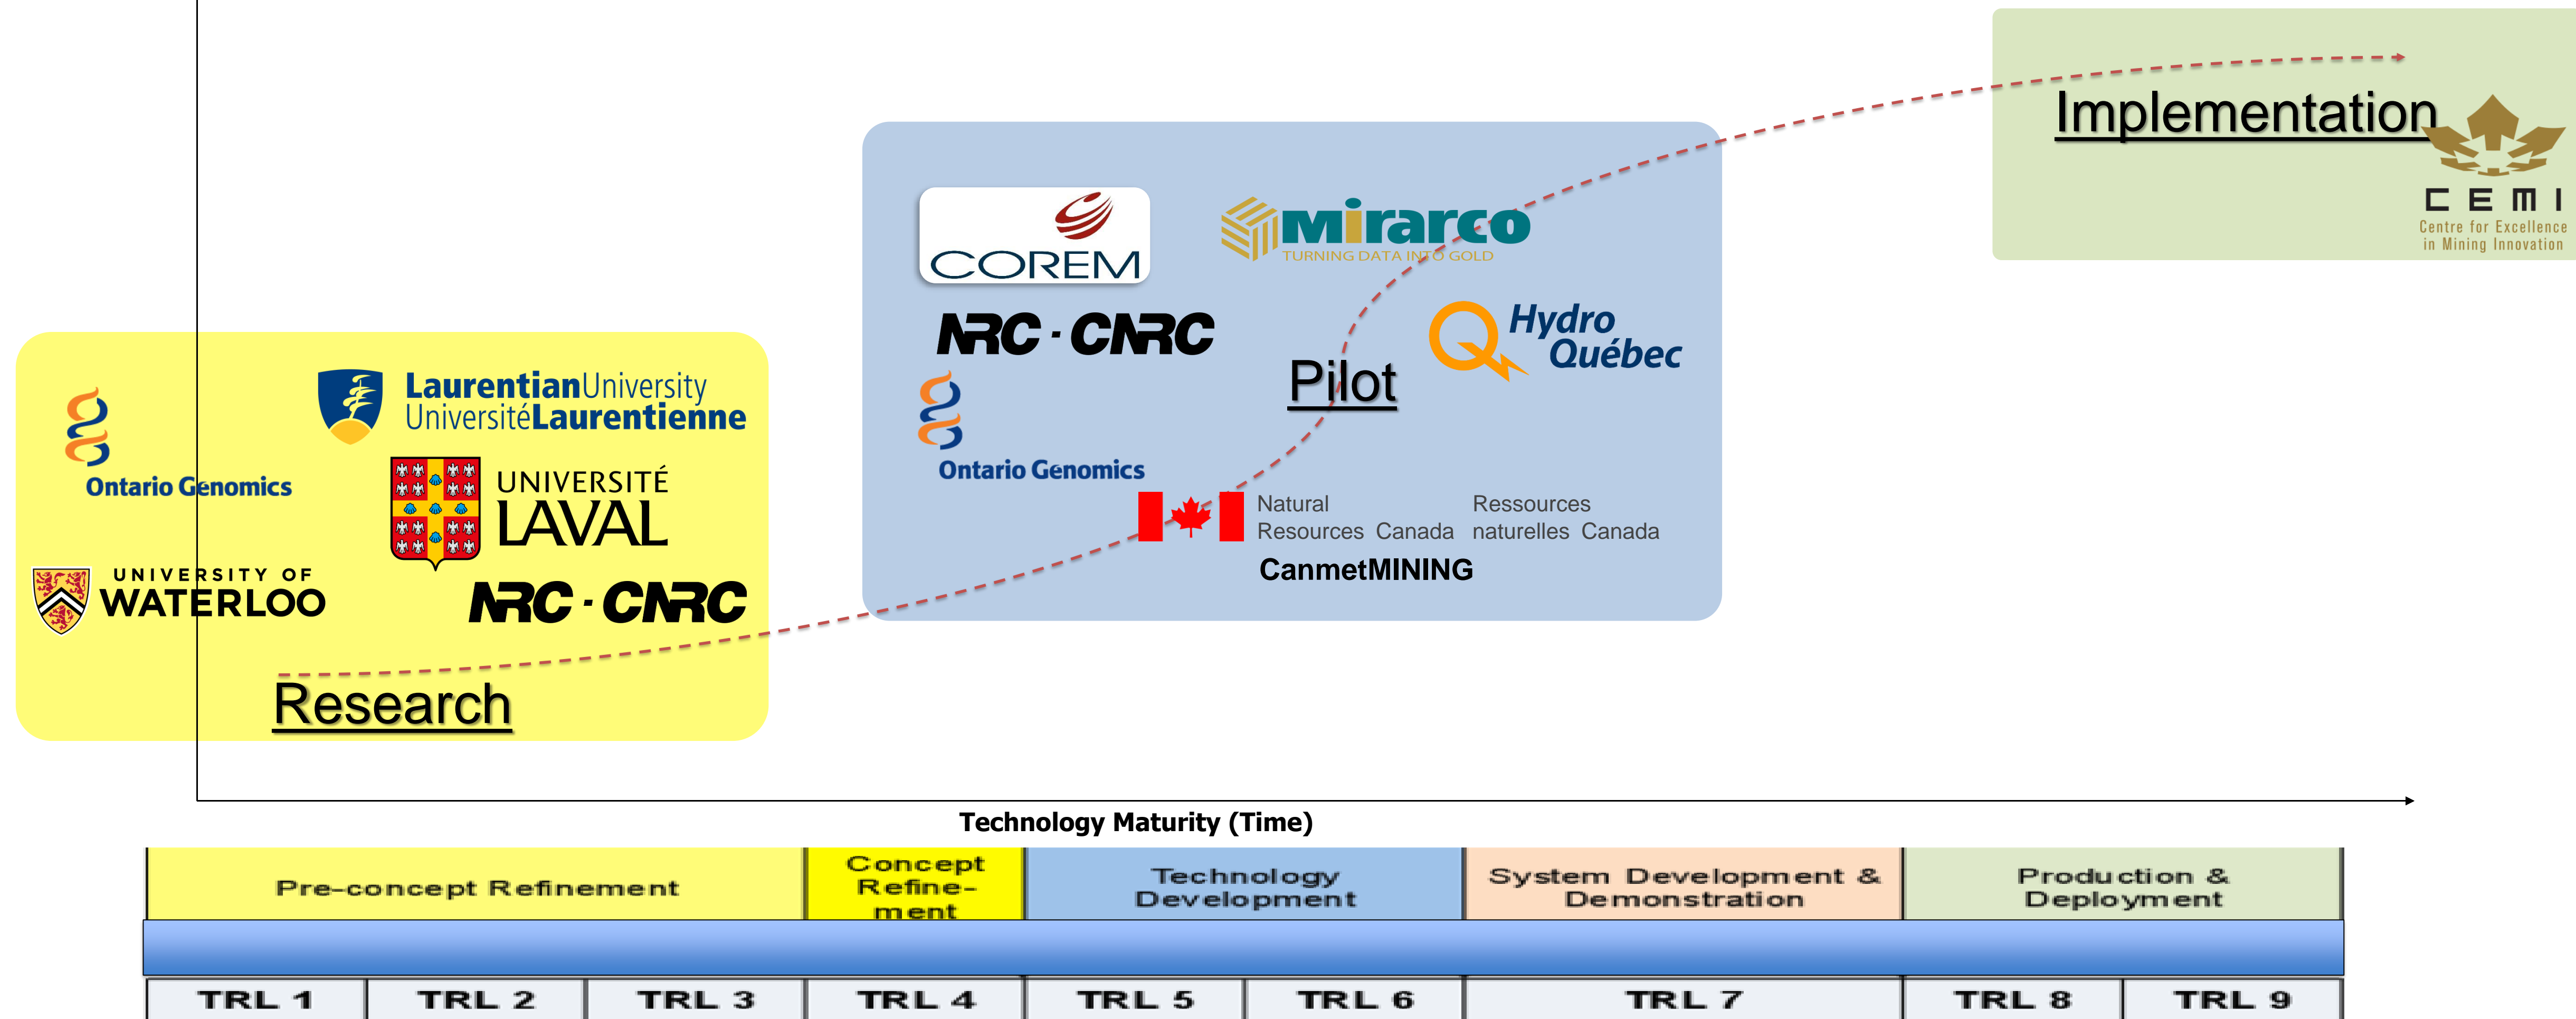 Implementation
CEMI
Centre for Excellence
in Mining Innovation
COREM
Mirarco
TURNING DATA INTO GOLD
NRC·CNRC
Hydro
Québec
Pilot
Ontario Genomics
Natural Ressources
Resources Canada naturelles Canada
CanmetMINING
LaurentianUniversity
UniversitéLaurentienne
Ontario Genomics
UNIVERSITÉ
LAVAL
UNIVERSITY OF
WATERLOO
NRC·CNRC
Research
Technology Maturity (Time)
Pre-concept Refinement
Concept
Refine-
ment
Technology
Development
System Development &
Demonstration
Production &
Deployment
TRL 1 TRL 2 TRL 3 TRL 4 TRL 5 TRL 6 TRL 7 TRL 8 TRL 9